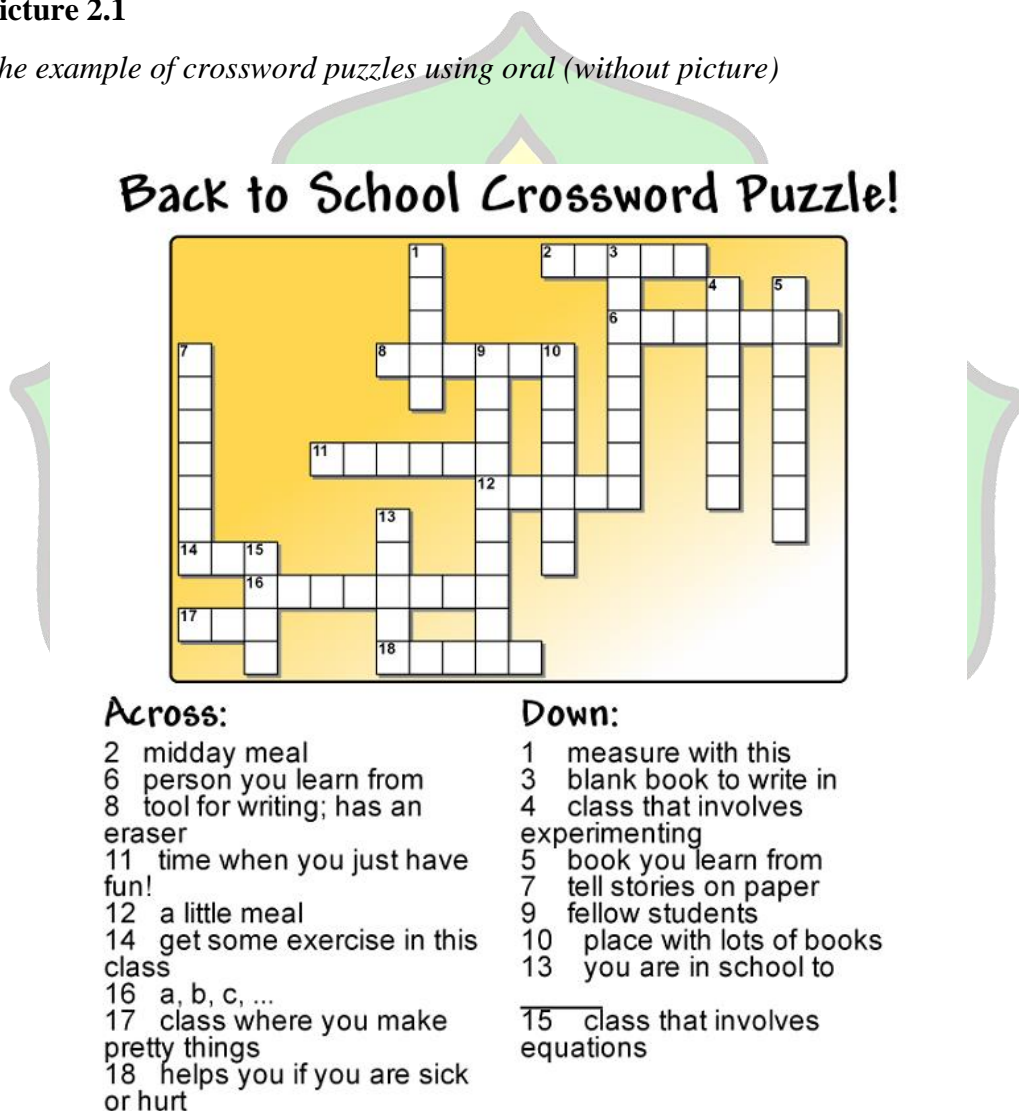 icture 2.1
he example of crossword puzzles using oral (without picture)
Back to School Crossword Puzzle!
1 2 3
4 5
6
7 8 9 10
11
12
13
14 15
16
17
18
Across:
2 midday meal
6 person you learn from
8 tool for writing; has an
eraser
11 time when you just have
fun!
12 a little meal
14 get some exercise in this
class
16 a, b, c, ...
17 class where you make
pretty things
18 helps you if you are sick
or hurt
Down:
1 measure with this
3 blank book to write in
4 class that involves
experimenting
5 book you learn from
7 tell stories on paper
9 fellow students
10 place with lots of books
13 you are in school to
______
15 class that involves
equations